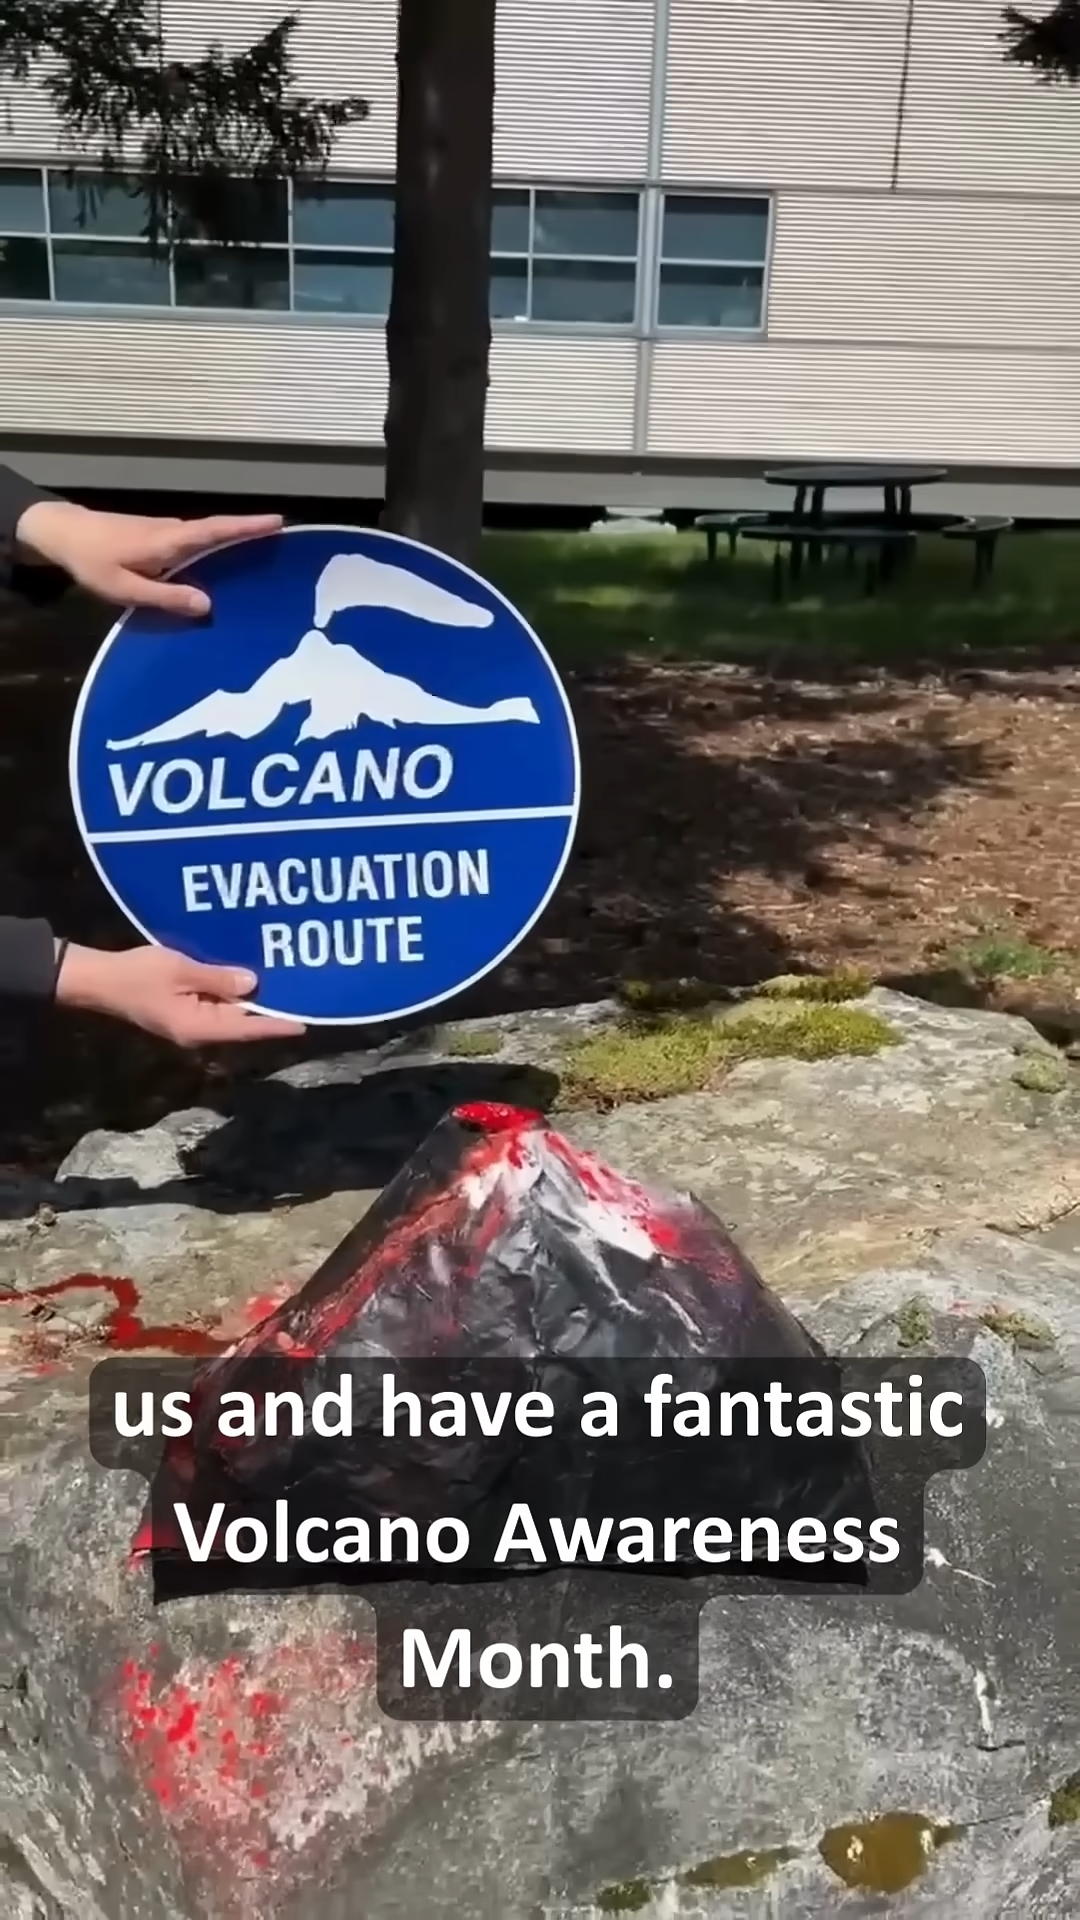 VOLCANO
EVACUATION
ROUTE
us and have a fantastic
Volcano Awareness
Month.